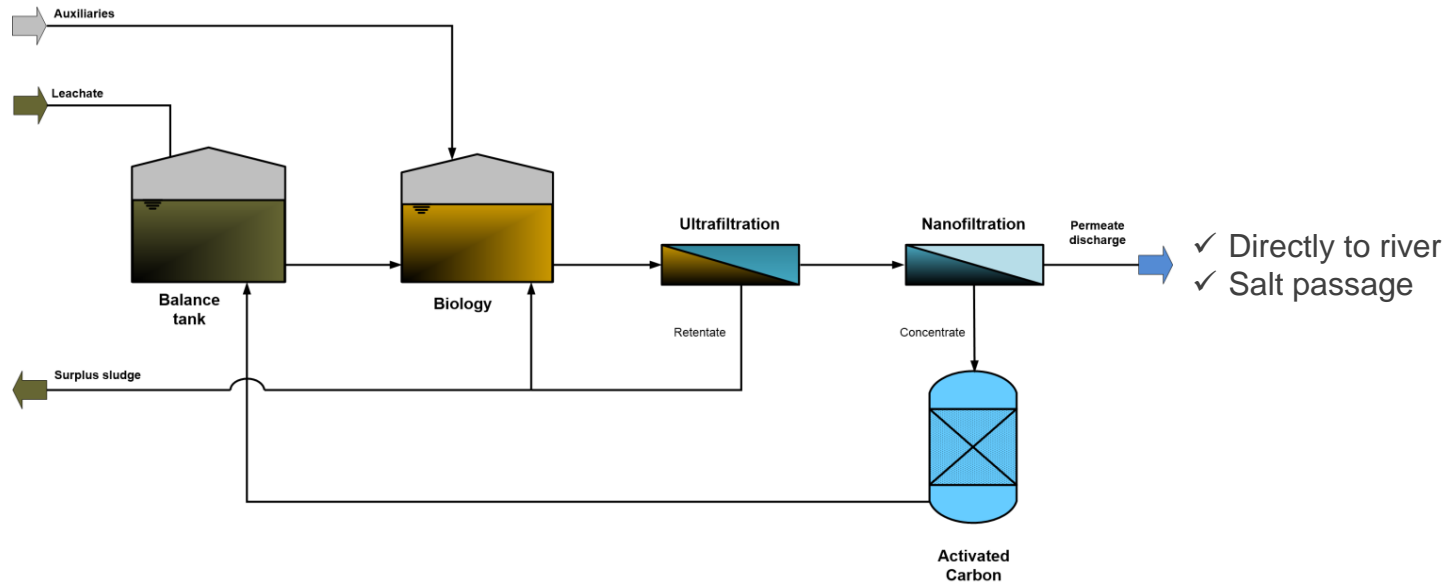 Auxiliaries
Leachate
Ultrafiltration
Nanofiltration
Permeate
discharge
✓ Directly to river
✓ Salt passage
Balance
tank
Biology
Retentate
Concentrate
Surplus sludge
Activated
Carbon